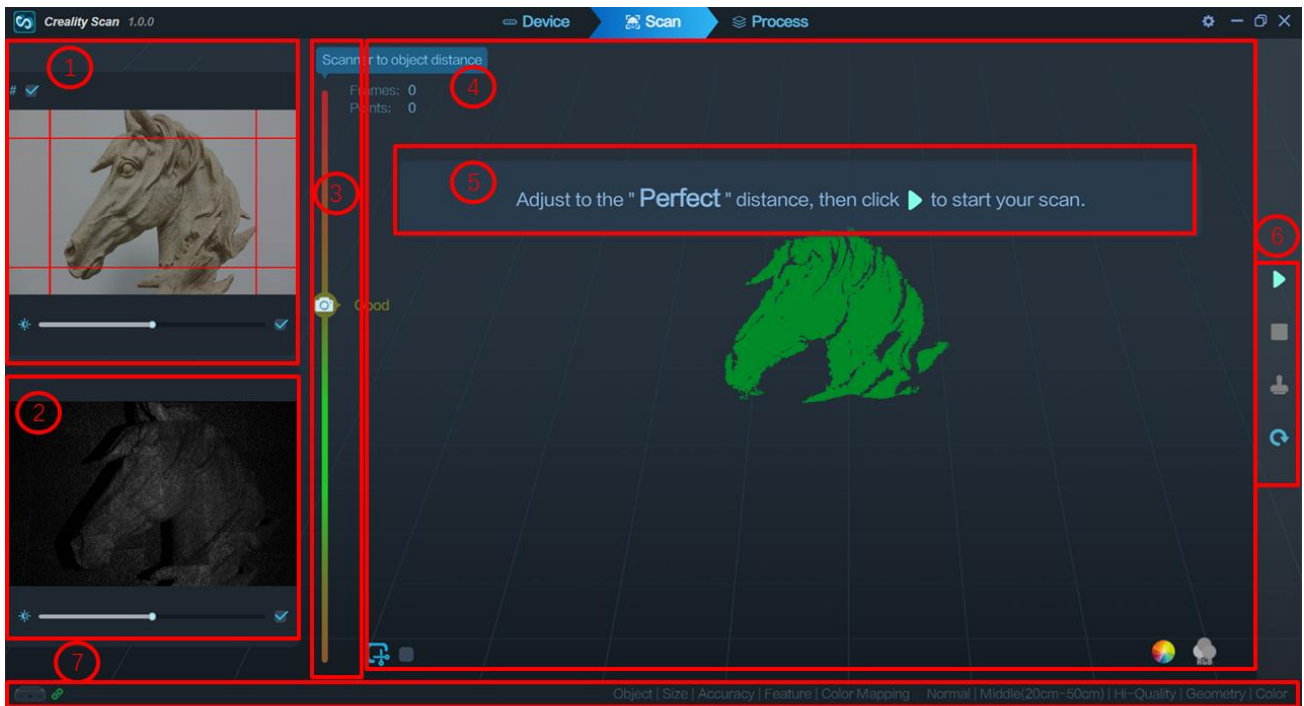 Creality Scan 1.0.0
Device
Scan
Process
1
#
Scanner to object distance
Frames: 0
Points: 0
4
3
5
Adjust to the " Perfect " distance, then click ▶ to start your scan.
6
Good
2
RGB
7
Object | Size | Accuracy | Feature | Color Mapping Normal | Middle(20cm-50cm) | Hi-Quality | Geometry | Color